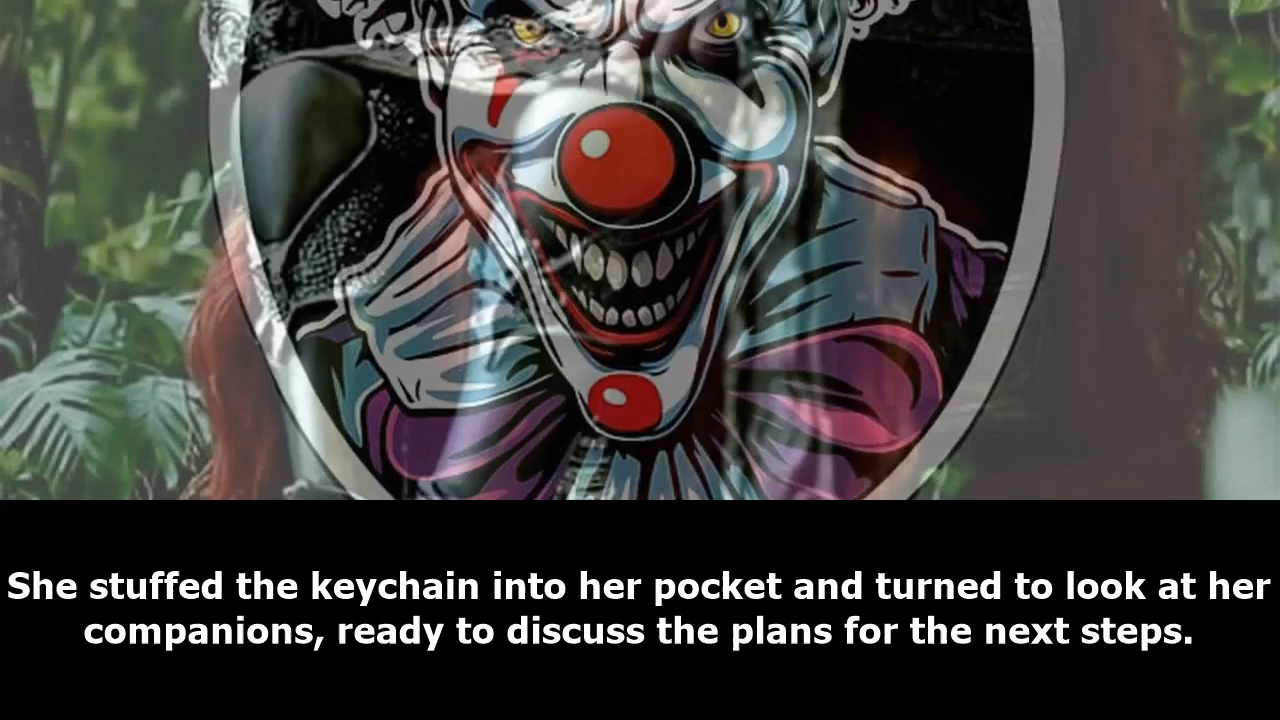 She stuffed the keychain into her pocket and turned to look at her
companions, ready to discuss the plans for the next steps.